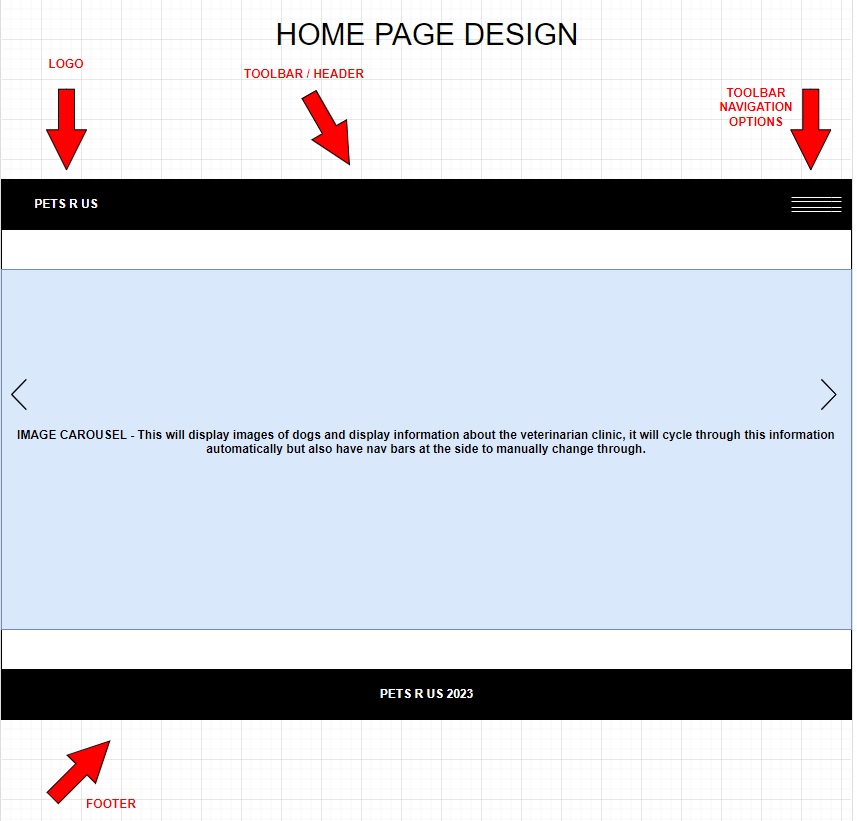 HOME PAGE DESIGN
LOGO
TOOLBAR / HEADER
TOOLBAR
NAVIGATION
OPTIONS
PETS R US
IMAGE CAROUSEL - This will display images of dogs and display information about the veterinarian clinic, it will cycle through this information
automatically but also have nav bars at the side to manually change through.
PETS R US 2023
FOOTER